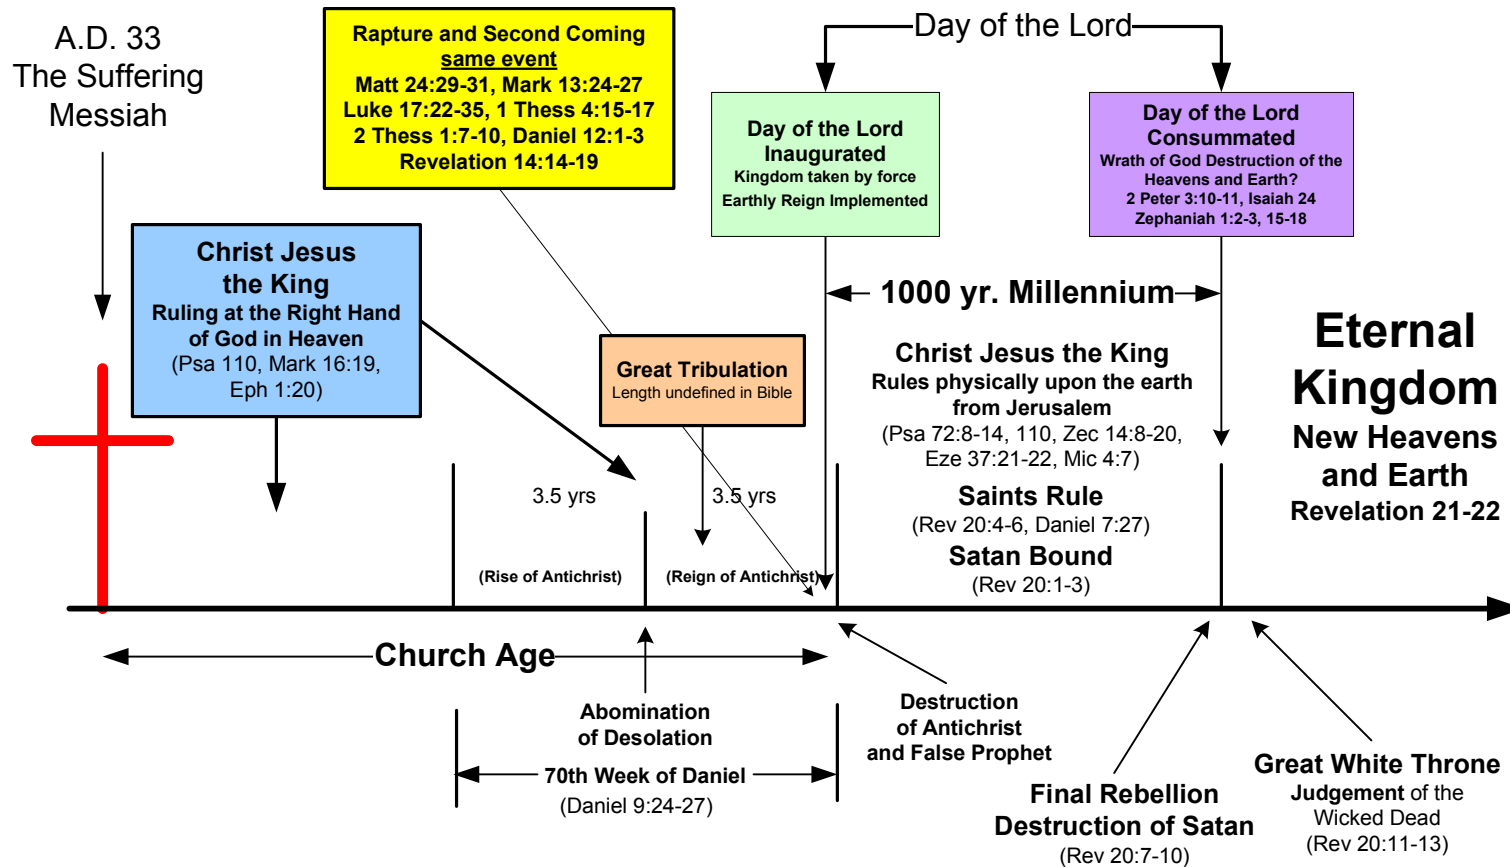 A.D. 33
The Suffering
Messiah
Rapture and Second Coming
same event
Matt 24:29-31, Mark 13:24-27
Luke 17:22-35, 1 Thess 4:15-17
2 Thess 1:7-10, Daniel 12:1-3
Revelation 14:14-19
Day of the Lord
Day of the Lord
Inaugurated
Kingdom taken by force
Earthly Reign Implemented
Day of the Lord
Consummated
Wrath of God Destruction of the
Heavens and Earth?
2 Peter 3:10-11, Isaiah 24
Zephaniah 1:2-3, 15-18
Christ Jesus
the King
Ruling at the Right Hand
of God in Heaven
(Psa 110, Mark 16:19,
Eph 1:20)
Great Tribulation
Length undefined in Bible
1000 yr. Millennium
Christ Jesus the King
Rules physically upon the earth
from Jerusalem
(Psa 72:8-14, 110, Zec 14:8-20,
Eze 37:21-22, Mic 4:7)
Saints Rule
(Rev 20:4-6, Daniel 7:27)
Satan Bound
(Rev 20:1-3)
Eternal
Kingdom
New Heavens
and Earth
Revelation 21-22
3.5 yrs
3.5 yrs
(Rise of Antichrist)
(Reign of Antichrist)
Church Age
Abomination
of Desolation
70th Week of Daniel
(Daniel 9:24-27)
Destruction
of Antichrist
and False Prophet
Final Rebellion
Destruction of Satan
(Rev 20:7-10)
Great White Throne
Judgement of the
Wicked Dead
(Rev 20:11-13)